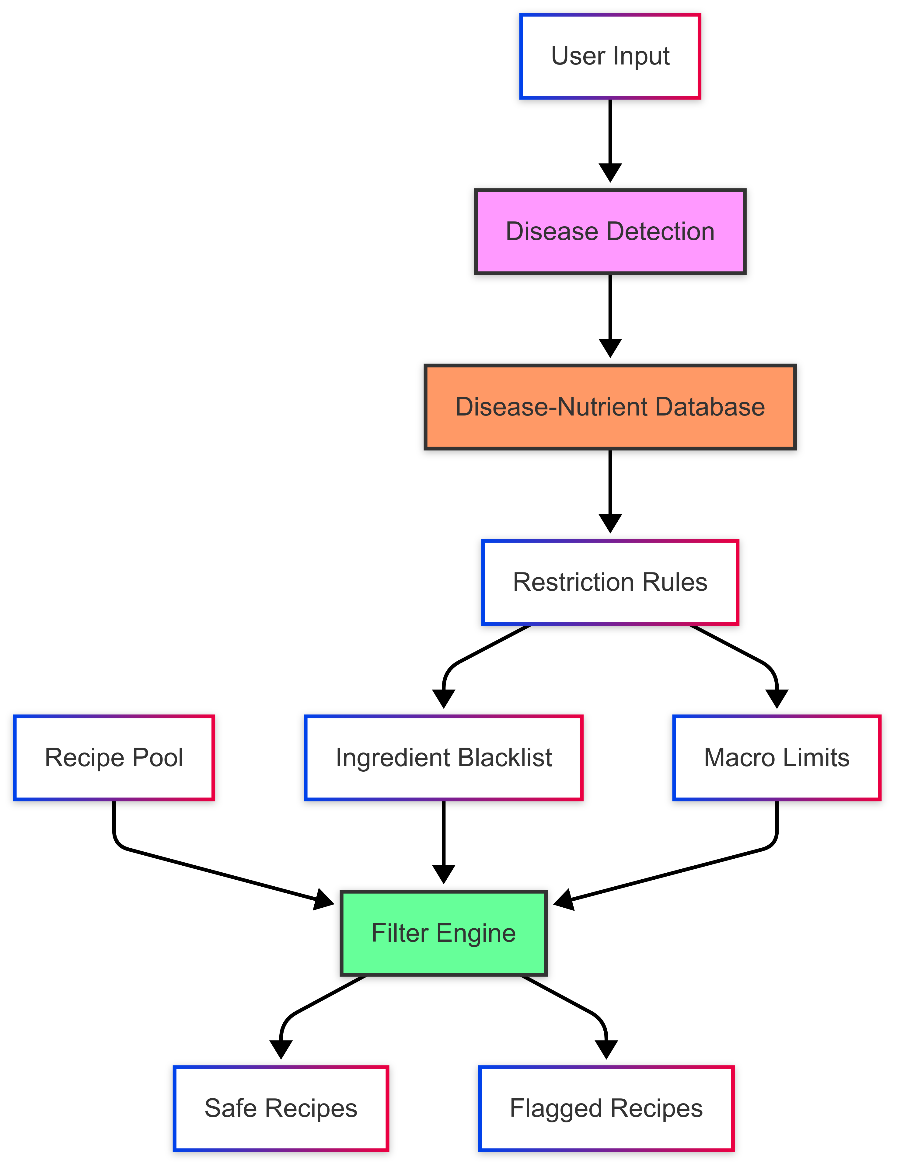 User Input
Disease Detection
Disease-Nutrient Database
Restriction Rules
Recipe Pool
Ingredient Blacklist
Macro Limits
Filter Engine
Safe Recipes
Flagged Recipes